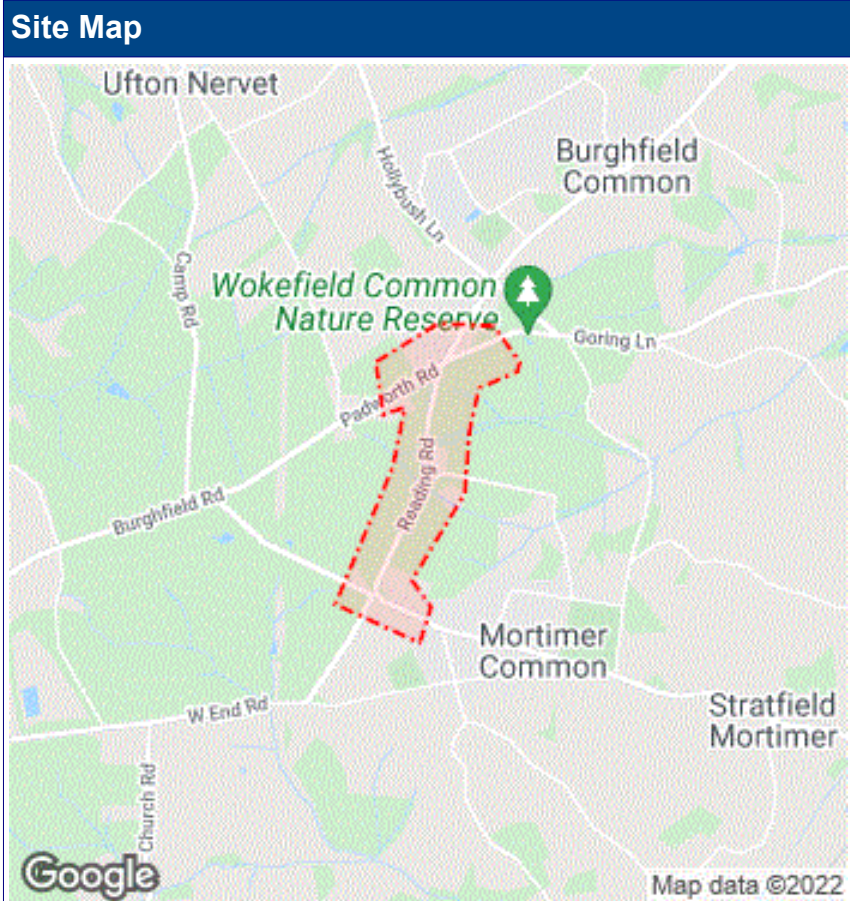 Site Map
Ufton Nervet
Burghfield
Common
Hollybush Ln
Camp Rd
Wokefield Common
Nature Reserve
Goring Ln
Padworth Rd
Reading Rd
Burghfield Rd
Mortimer
Common
Stratfield
Mortimer
W End Rd
Church Rd
Google
Map data ©2022